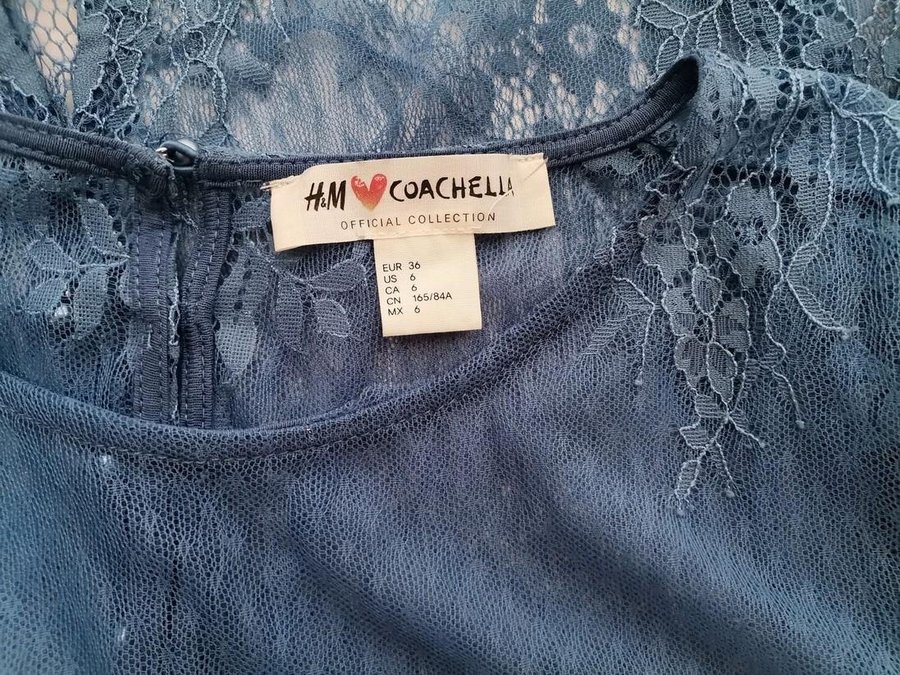 H&M COACHELLA
OFFICIAL COLLECTION
EUR 36
US 6
CA 6
CN 165/84A
MX 6